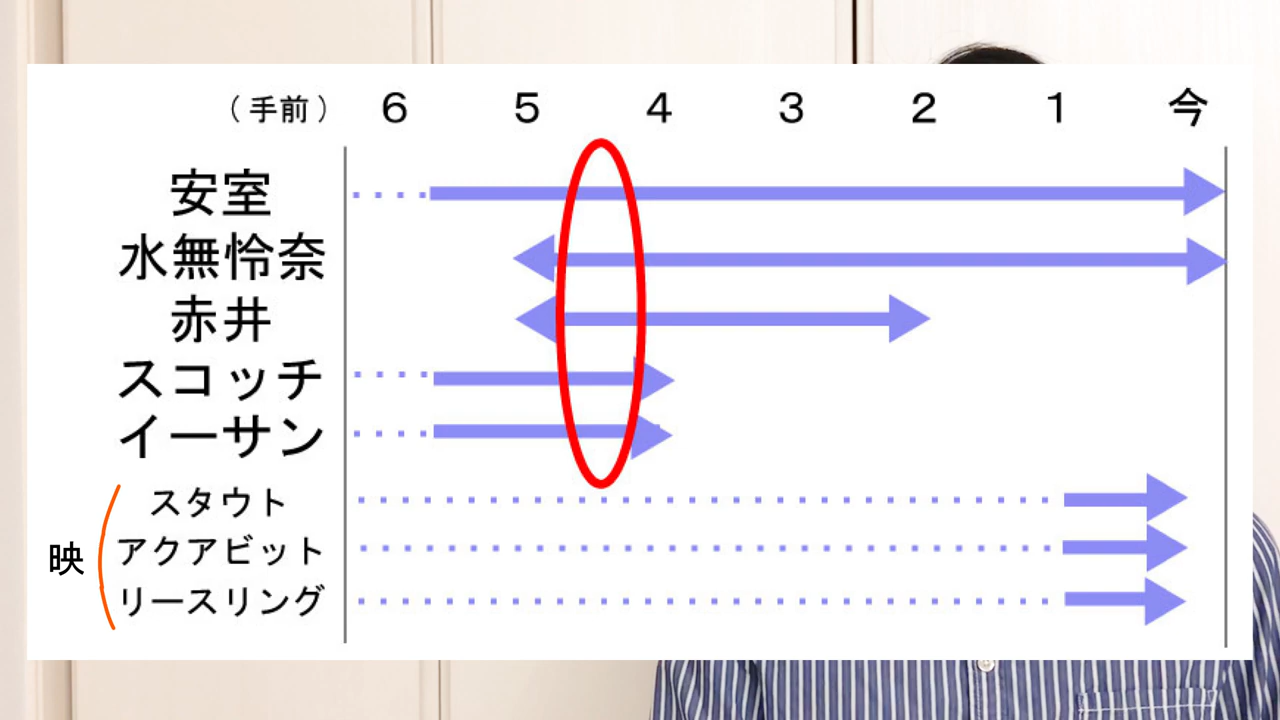 （手前） 6 5 4 3 2 1 今
安室
水無怜奈
赤井
スコッチ
イーサン
スタウト
映 アクアビット
リースリング